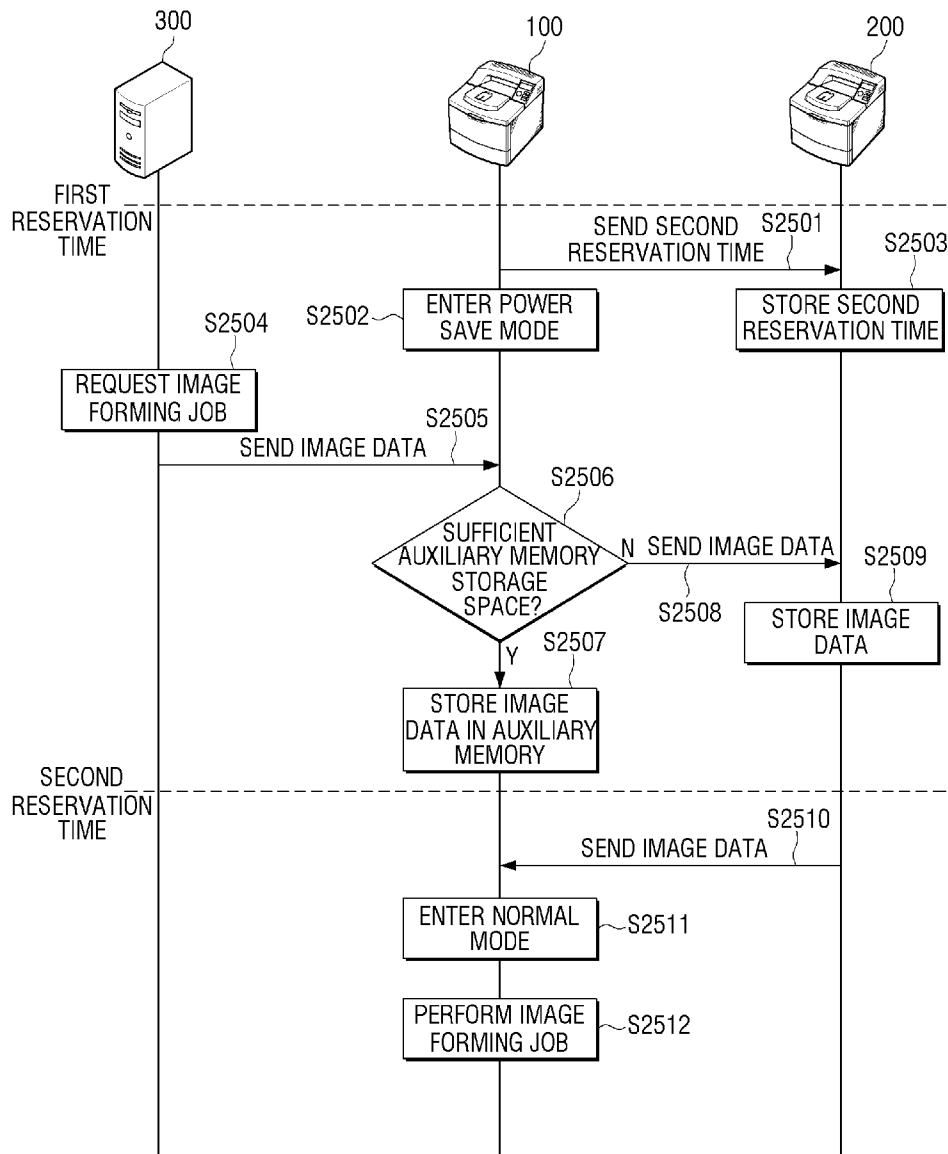 300
100
200
FIRST
RESERVATION
TIME
SEND SECOND
RESERVATION TIME
S2501
S2503
S2502
ENTER POWER
SAVE MODE
STORE SECOND
RESERVATION TIME
S2504
REQUEST IMAGE
FORMING JOB
S2505
SEND IMAGE DATA
S2506
SUFFICIENT
AUXILIARY MEMORY
STORAGE
SPACE?
N
SEND IMAGE DATA
S2508
S2509
STORE IMAGE
DATA
Y
S2507
STORE IMAGE
DATA IN AUXILIARY
MEMORY
SECOND
RESERVATION
TIME
S2510
SEND IMAGE DATA
ENTER NORMAL
MODE
S2511
PERFORM IMAGE
FORMING JOB
S2512